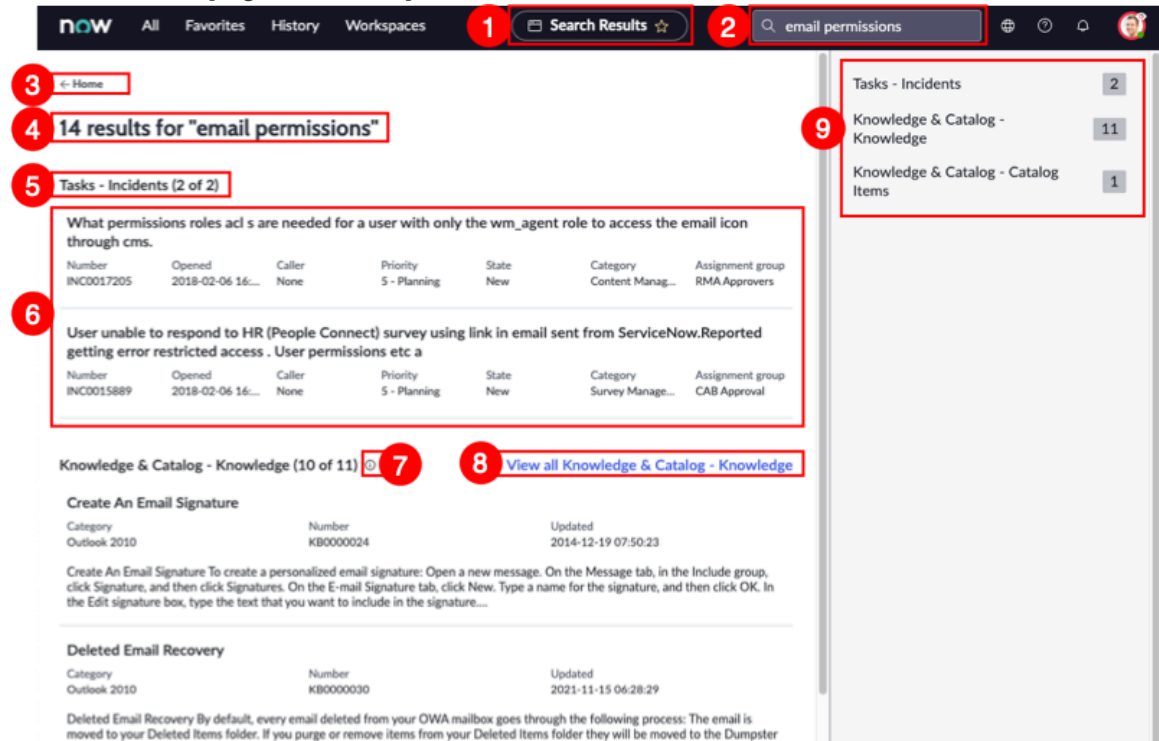 now All Favorites History Workspaces 1 Search Results ☆ 2 email permissions
3 ← Home
4 14 results for "email permissions"
5 Tasks - Incidents (2 of 2)
6
What permissions roles acl s are needed for a user with only the wm_agent role to access the email icon
through cms.
Number Opened Caller Priority State Category Assignment group
INC0017205 2018-02-06 16:... None 5 - Planning New Content Manag... RMA Approvers
User unable to respond to HR (People Connect) survey using link in email sent from ServiceNow.Reported
getting error restricted access . User permissions etc a
Number Opened Caller Priority State Category Assignment group
INC0015889 2018-02-06 16:... None 5 - Planning New Survey Manage... CAB Approval
Knowledge & Catalog - Knowledge (10 of 11) 7 8 View all Knowledge & Catalog - Knowledge
Create An Email Signature
Category Number Updated
Outlook 2010 KB0000024 2014-12-19 07:50:23
Create An Email Signature To create a personalized email signature: Open a new message. On the Message tab, in the Include group,
click Signature, and then click Signatures. On the E-mail Signature tab, click New. Type a name for the signature, and then click OK. In
the Edit signature box, type the text that you want to include in the signature....
Deleted Email Recovery
Category Number Updated
Outlook 2010 KB0000030 2021-11-15 06:28:29
Deleted Email Recovery By default, every email deleted from your OWA mailbox goes through the following process: The email is
moved to your Deleted Items folder. If you purge or remove items from your Deleted Items folder they will be moved to the Dumpster
9
Tasks - Incidents 2
Knowledge & Catalog -
Knowledge 11
Knowledge & Catalog - Catalog
Items 1